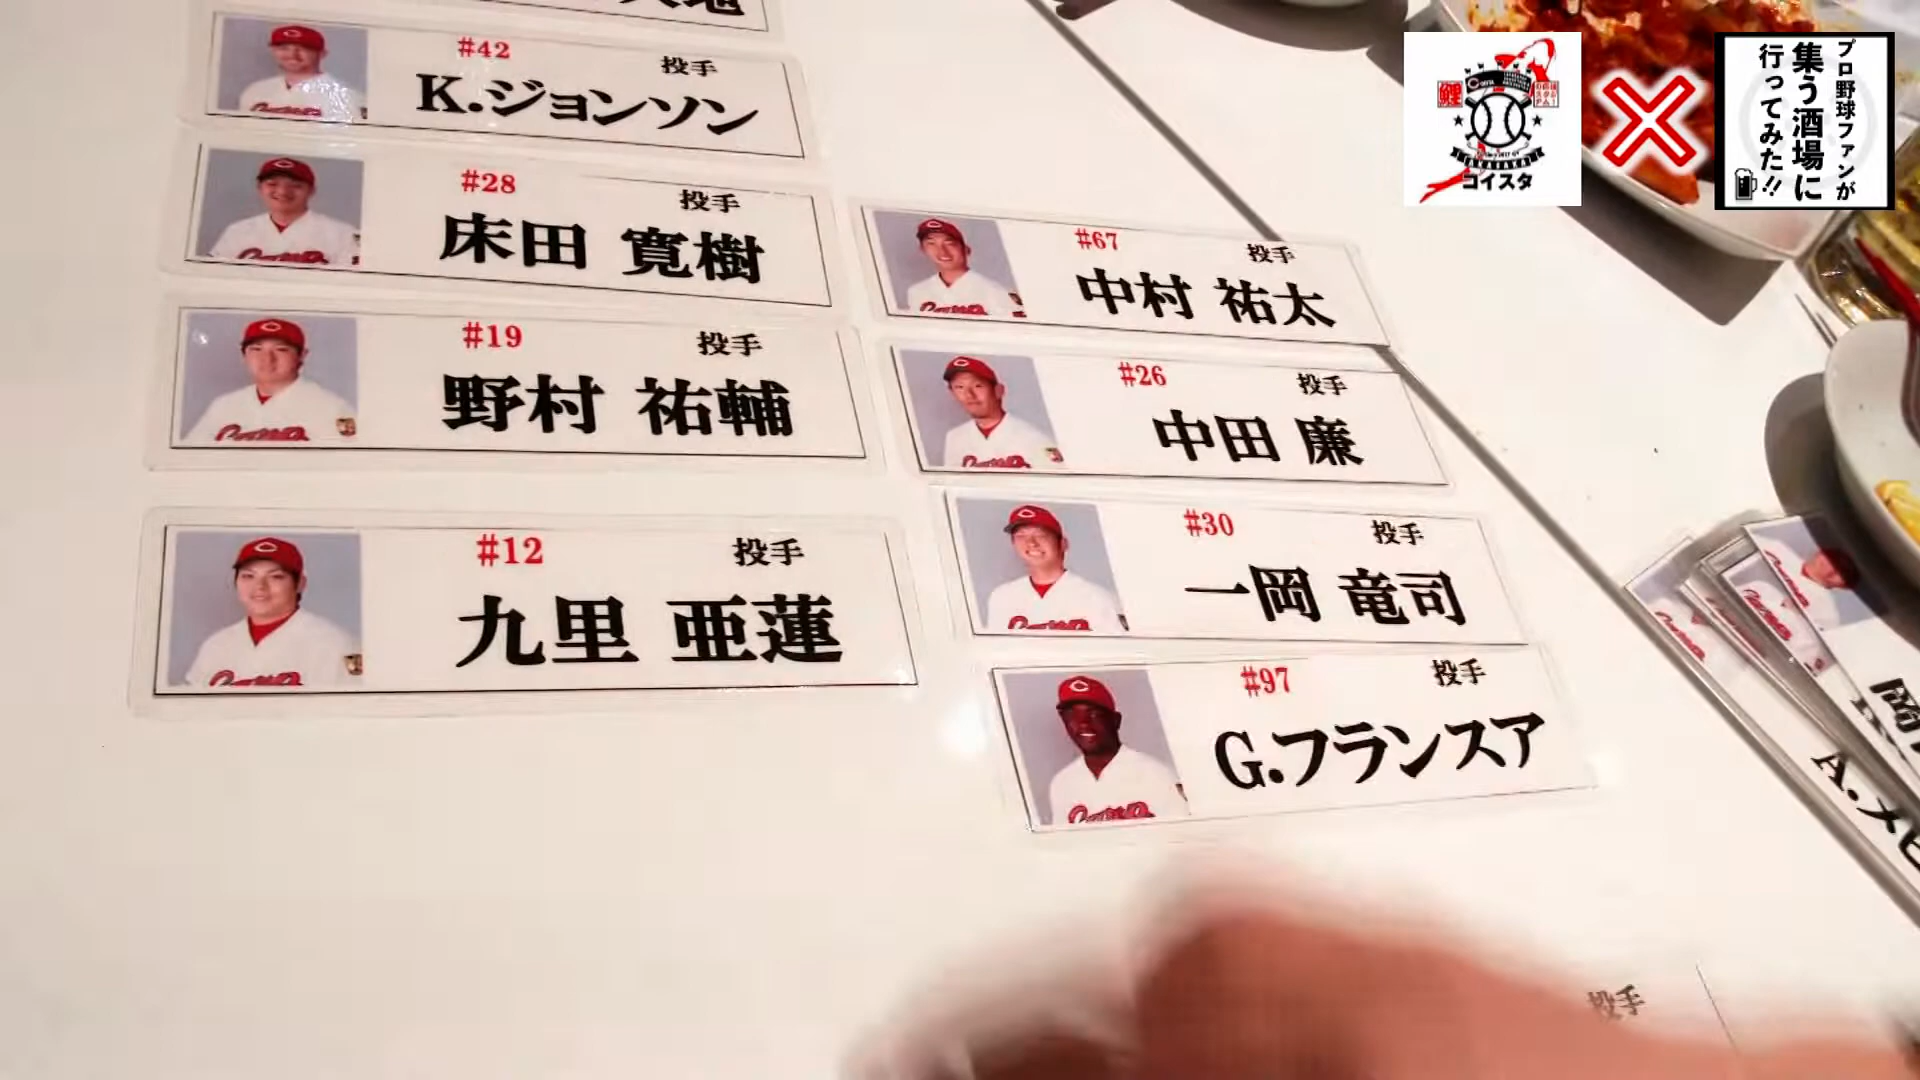 #42
投手
K.ジョンソン
#28
投手
床田 寛樹
#19
投手
野村 祐輔
#12
投手
九里 亜蓮
#67
投手
中村 祐太
#26
投手
中田 廉
#30
投手
一岡 竜司
#97
投手
G.フランスア
A.メヒ
投手
鯉
コイスタ
プロ野球ファンが
集う酒場に
行ってみた!!